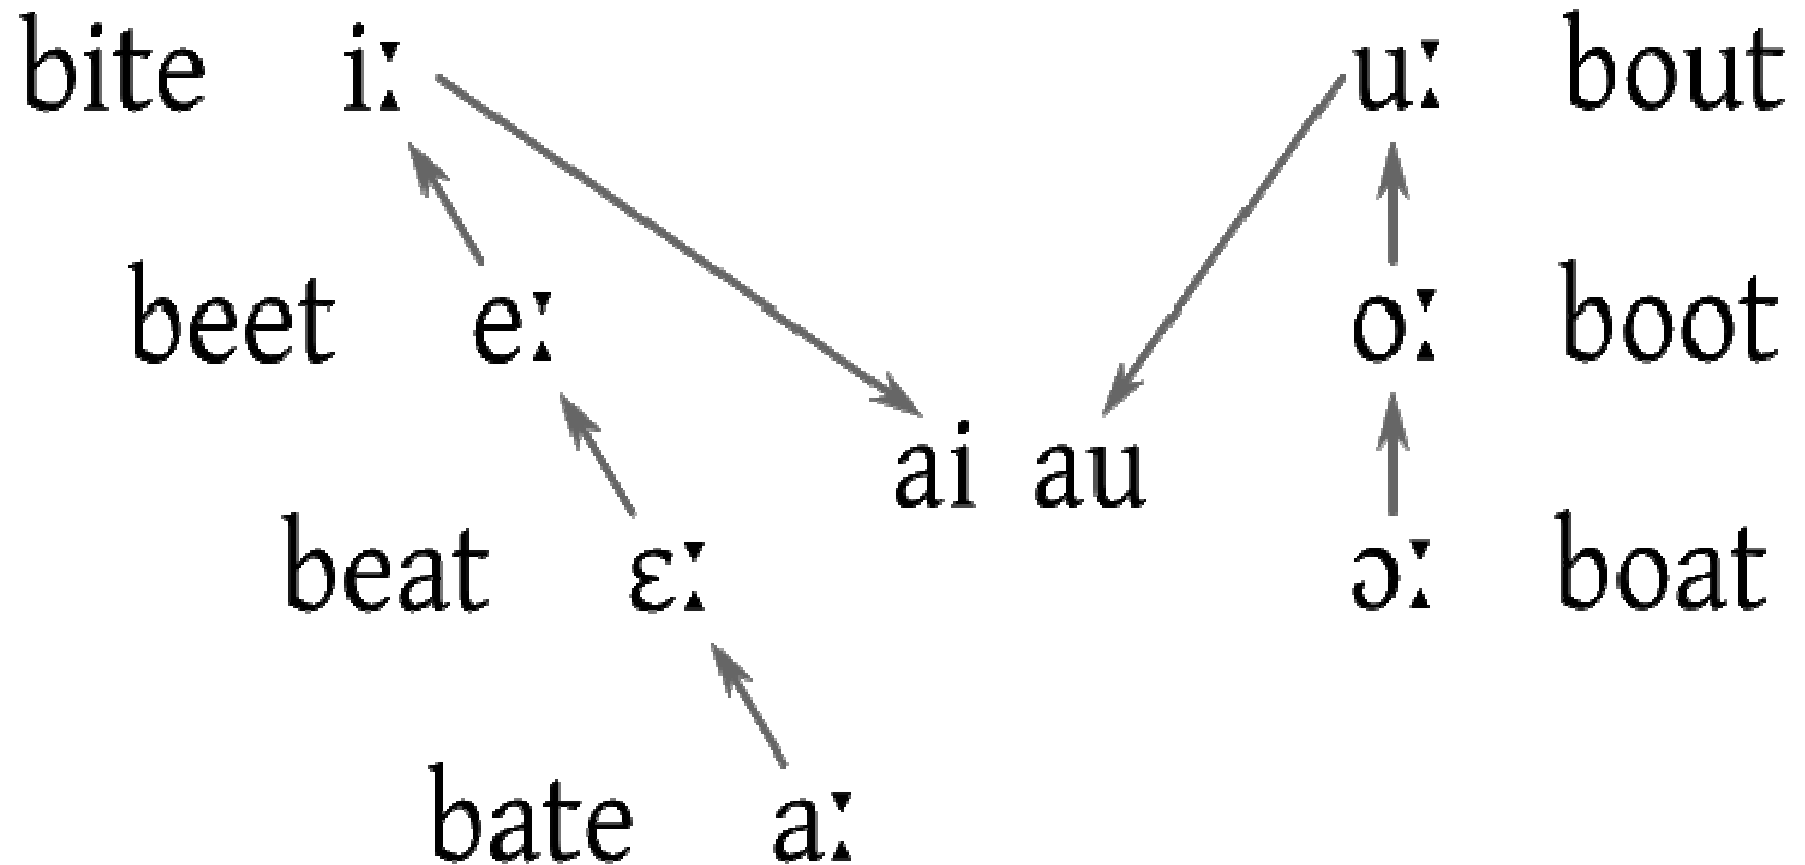 bite iː uː bout
beet eː oː boot
ai au
beat ɛː ɔː boat
bate aː